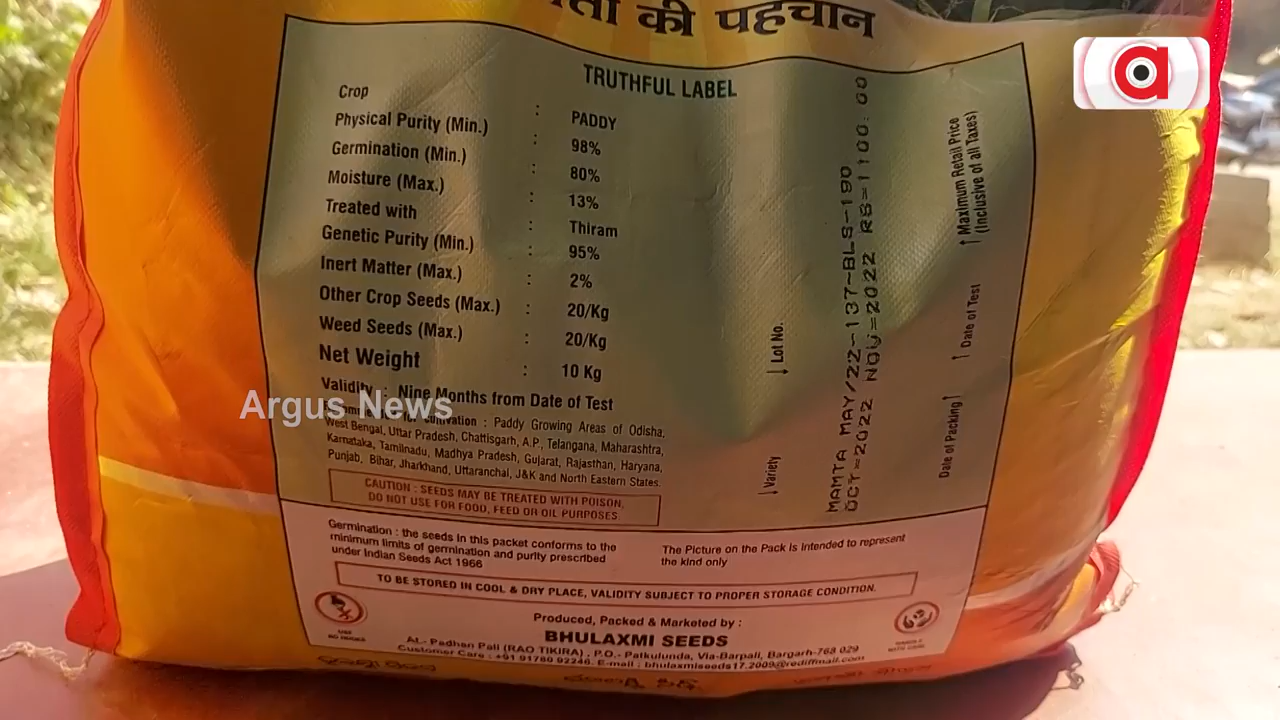 की पहचान
TRUTHFUL LABEL
Crop : PADDY
Physical Purity (Min.) : 98%
Germination (Min.) : 80%
Moisture (Max.) : 13%
Treated with : Thiram
Genetic Purity (Min.) : 95%
Inert Matter (Max.) : 2%
Other Crop Seeds (Max.) : 20/Kg
Weed Seeds (Max.) : 20/Kg
Net Weight : 10 Kg
Validity : Nine Months from Date of Test
Argus News
Cultivation : Paddy Growing Areas of Odisha,
West Bengal, Uttar Pradesh, Chattisgarh, A.P., Telangana, Maharashtra,
Karnataka, Tamilnadu, Madhya Pradesh, Gujarat, Rajasthan, Haryana,
Punjab, Bihar, Jharkhand, Uttaranchal, J&K and North Eastern States.
CAUTION : SEEDS MAY BE TREATED WITH POISON,
DO NOT USE FOR FOOD, FEED OR OIL PURPOSES.
Variety
Lot No.
MAMTA MAY/22-137-BLS-190
OCT=2022 NOV=2022 RS=1100.00
Date of Packing
Date of Test
Maximum Retail Price
(Inclusive of all Taxes)
Germination : the seeds in this packet conforms to the
minimum limits of germination and purity prescribed
under Indian Seeds Act 1966
The Picture on the Pack is intended to represent
the kind only
TO BE STORED IN COOL & DRY PLACE, VALIDITY SUBJECT TO PROPER STORAGE CONDITION.
USE
NO HOOKS
Produced, Packed & Marketed by :
BHULAXMI SEEDS
At.- Padhan Pali (RAO TIKIRA), P.O.- Patkulunda, Via-Barpali, Bargarh-768 029
Customer Care : +91 91780 92246. E-mail : bhulaxmiseeds17.2009@rediffmail.com
HANDLE
WITH CARE
a